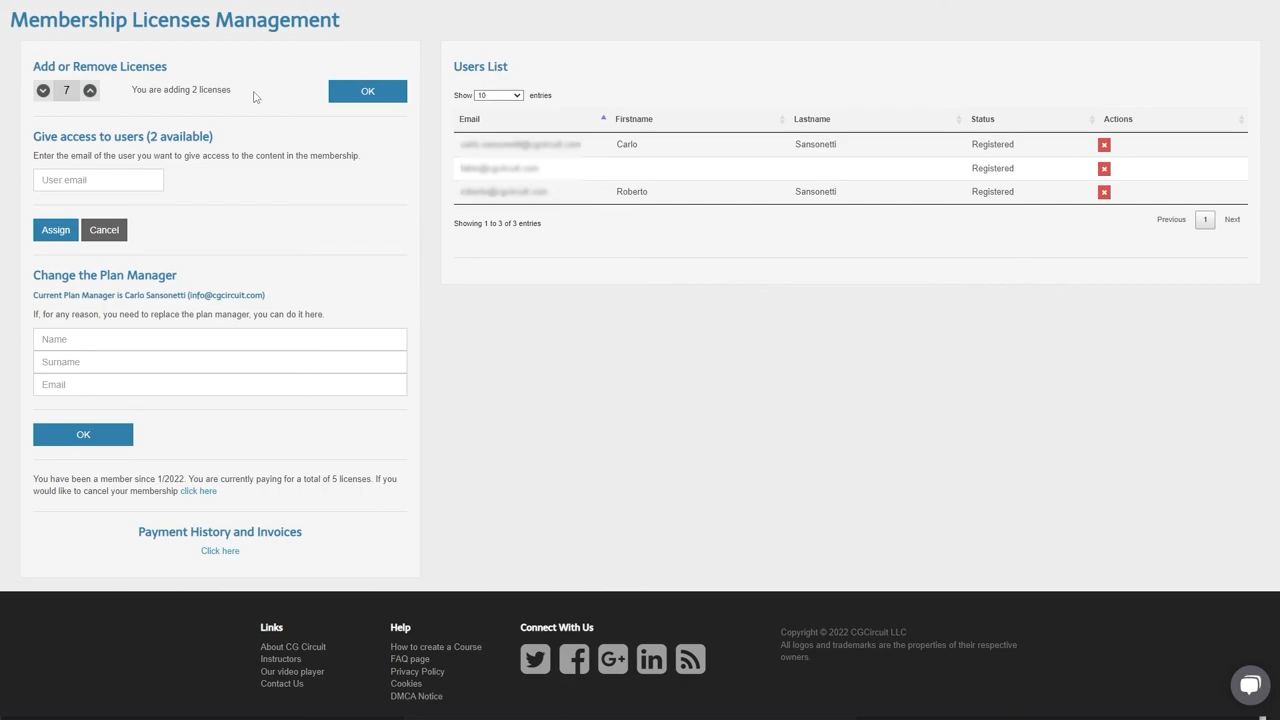 Membership Licenses Management
Add or Remove Licenses
7
You are adding 2 licenses
OK
Give access to users (2 available)
Enter the email of the user you want to give access to the content in the membership.
User email
Assign
Cancel
Change the Plan Manager
Current Plan Manager is Carlo Sansonetti (info@cgcircuit.com)
If, for any reason, you need to replace the plan manager, you can do it here.
Name
Surname
Email
OK
You have been a member since 1/2022. You are currently paying for a total of 5 licenses. If you
would like to cancel your membership click here
Payment History and Invoices
Click here
Users List
Show 10 entries
Email Firstname Lastname Status Actions
Carlo Sansonetti Registered
Registered
Roberto Sansonetti Registered
Showing 1 to 3 of 3 entries
Previous 1 Next
Links
About CG Circuit
Instructors
Our video player
Contact Us
Help
How to create a Course
FAQ page
Privacy Policy
Cookies
DMCA Notice
Connect With Us
Copyright © 2022 CGCircuit LLC
All logos and trademarks are the properties of their respective
owners.